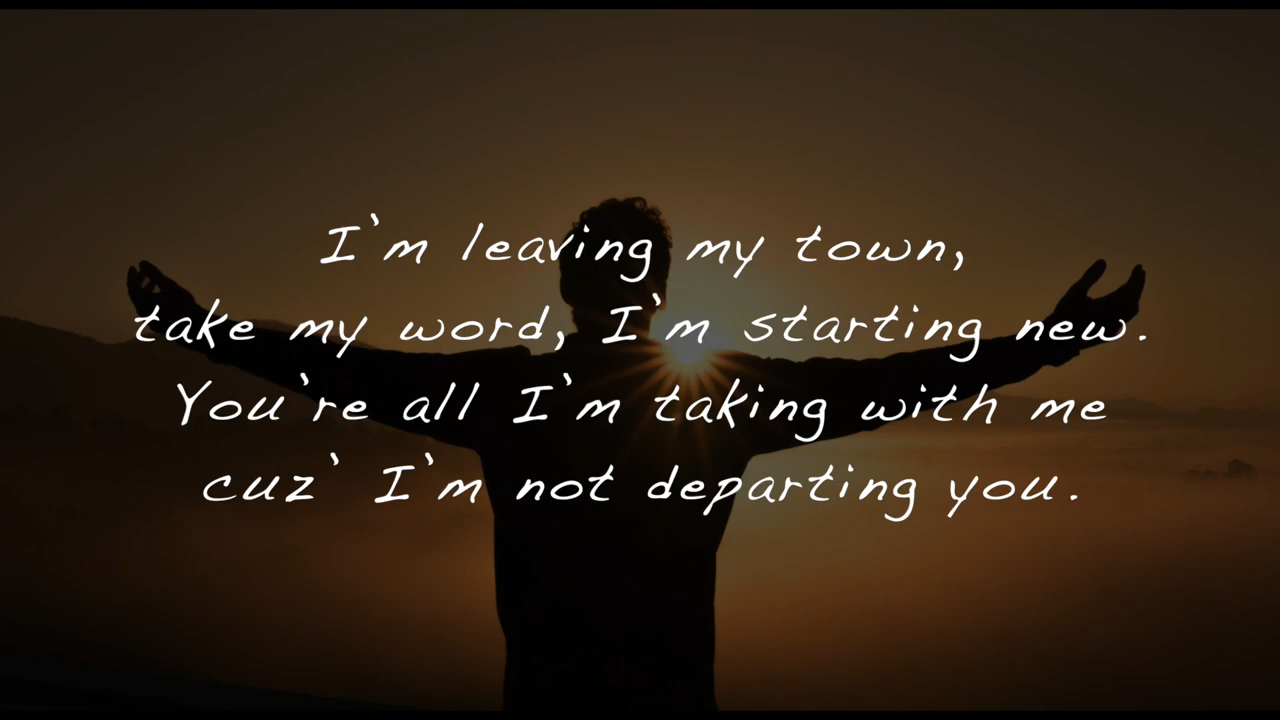 I'm leaving my town,
take my word, I'm starting new.
You're all I'm taking with me
cuz' I'm not departing you.